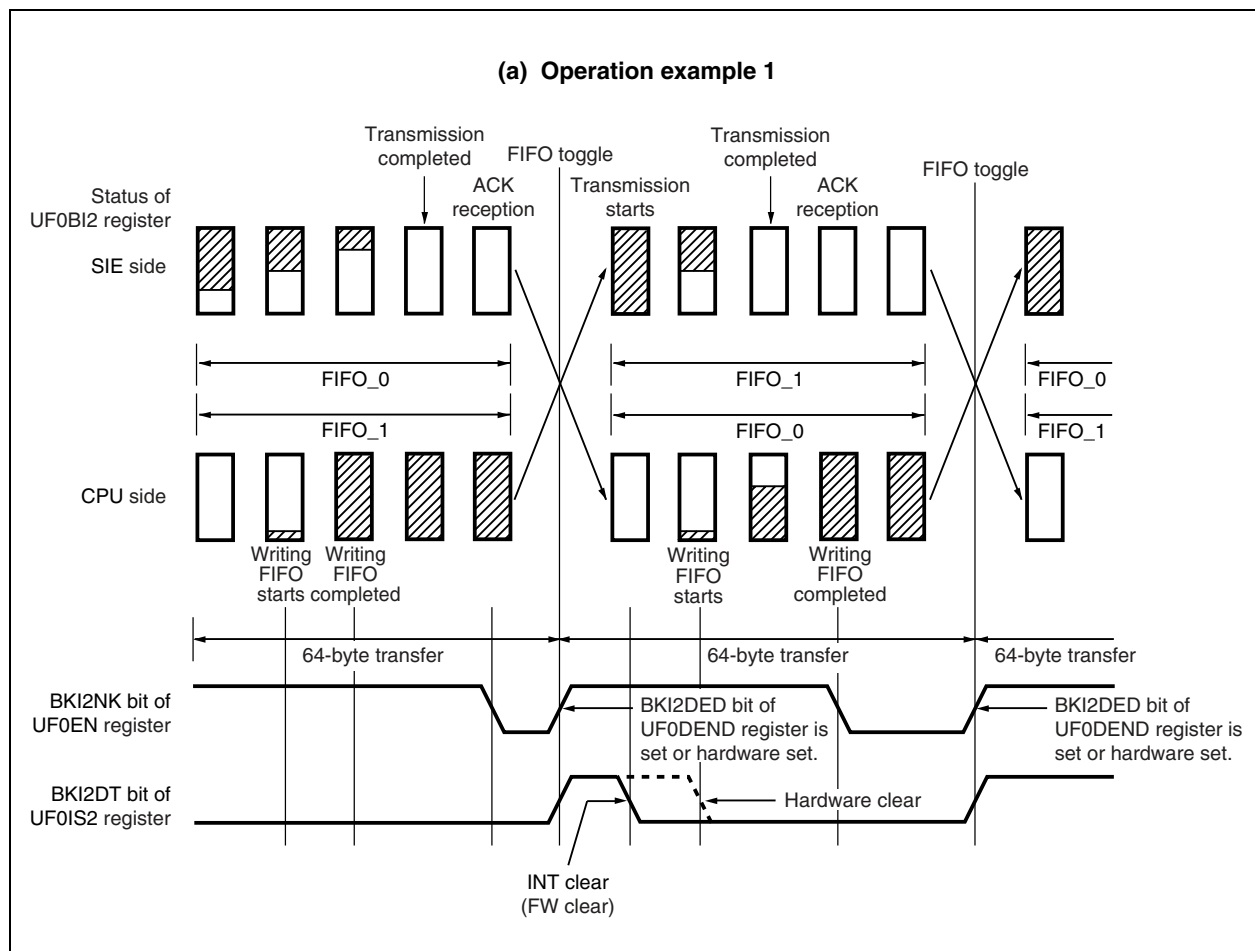 (a) Operation example 1
Transmission
completed
FIFO toggle
Transmission
completed
FIFO toggle
Status of
UF0BI2 register
ACK
reception
Transmission
starts
ACK
reception
SIE side
FIFO_0
FIFO_1
FIFO_0
FIFO_1
FIFO_0
FIFO_1
CPU side
Writing
FIFO
starts
Writing
FIFO
completed
Writing
FIFO
starts
Writing
FIFO
completed
64-byte transfer
64-byte transfer
64-byte transfer
BKI2NK bit of
UF0EN register
BKI2DED bit of
UF0DEND register is
set or hardware set.
BKI2DED bit of
UF0DEND register is
set or hardware set.
BKI2DT bit of
UF0IS2 register
Hardware clear
INT clear
(FW clear)